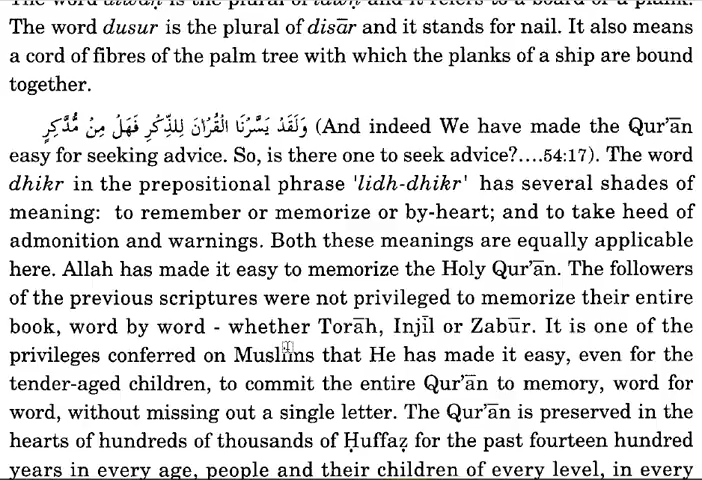 The word alwāḥ is the plural of lawḥ and it refers to a board or a plank.
The word dusur is the plural of disār and it stands for nail. It also means
a cord of fibres of the palm tree with which the planks of a ship are bound
together.
وَلَقَدْ يَسَّرْنَا الْقُرْآنَ لِلذِّكْرِ فَهَلْ مِنْ مُّدَّكِرٍ (And indeed We have made the Qur'ān
easy for seeking advice. So, is there one to seek advice?....54:17). The word
dhikr in the prepositional phrase 'lidh-dhikr' has several shades of
meaning: to remember or memorize or by-heart; and to take heed of
admonition and warnings. Both these meanings are equally applicable
here. Allah has made it easy to memorize the Holy Qur'ān. The followers
of the previous scriptures were not privileged to memorize their entire
book, word by word - whether Torāh, Injīl or Zabūr. It is one of the
privileges conferred on Muslīms that He has made it easy, even for the
tender-aged children, to commit the entire Qur'ān to memory, word for
word, without missing out a single letter. The Qur'ān is preserved in the
hearts of hundreds of thousands of Ḥuffaẓ for the past fourteen hundred
years in every age, people and their children of every level, in every